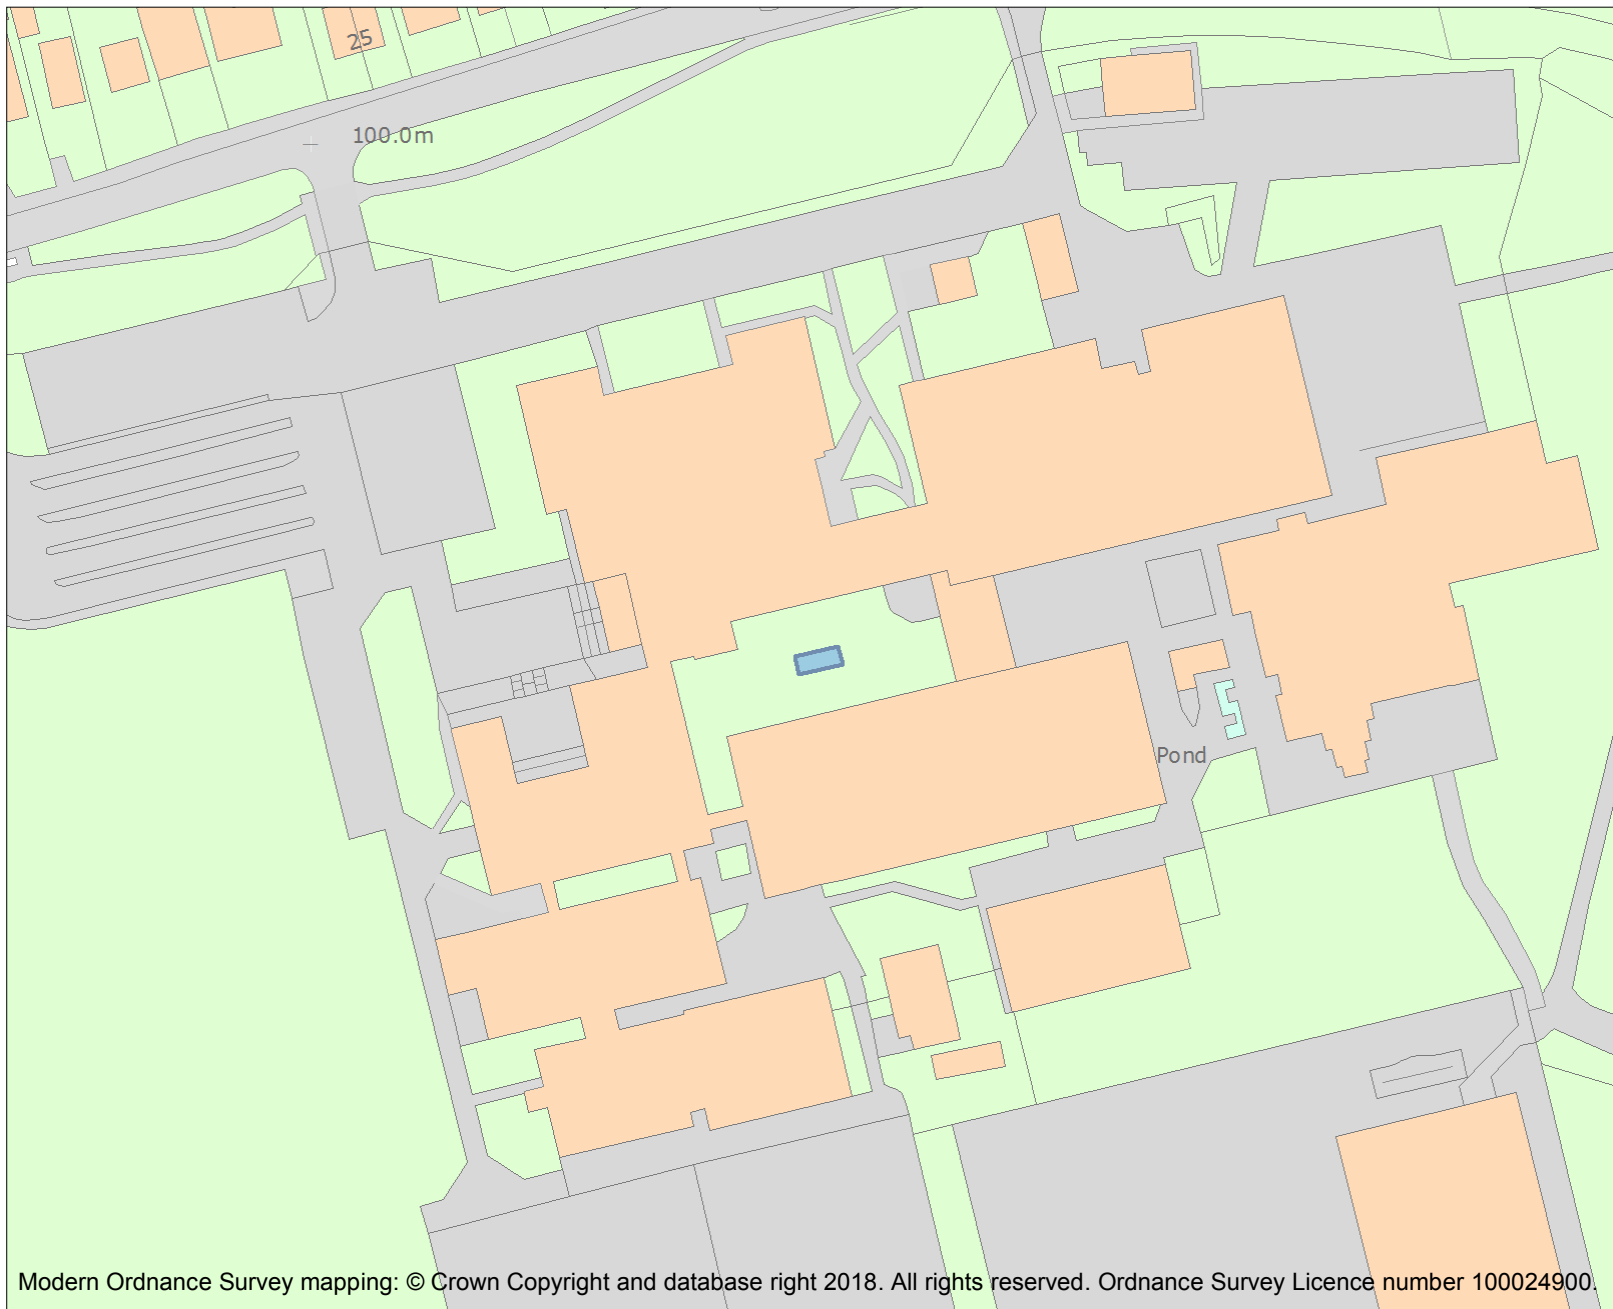 25
100.0m
Pond
Modern Ordnance Survey mapping: © Crown Copyright and database right 2018. All rights reserved. Ordnance Survey Licence number 100024900.